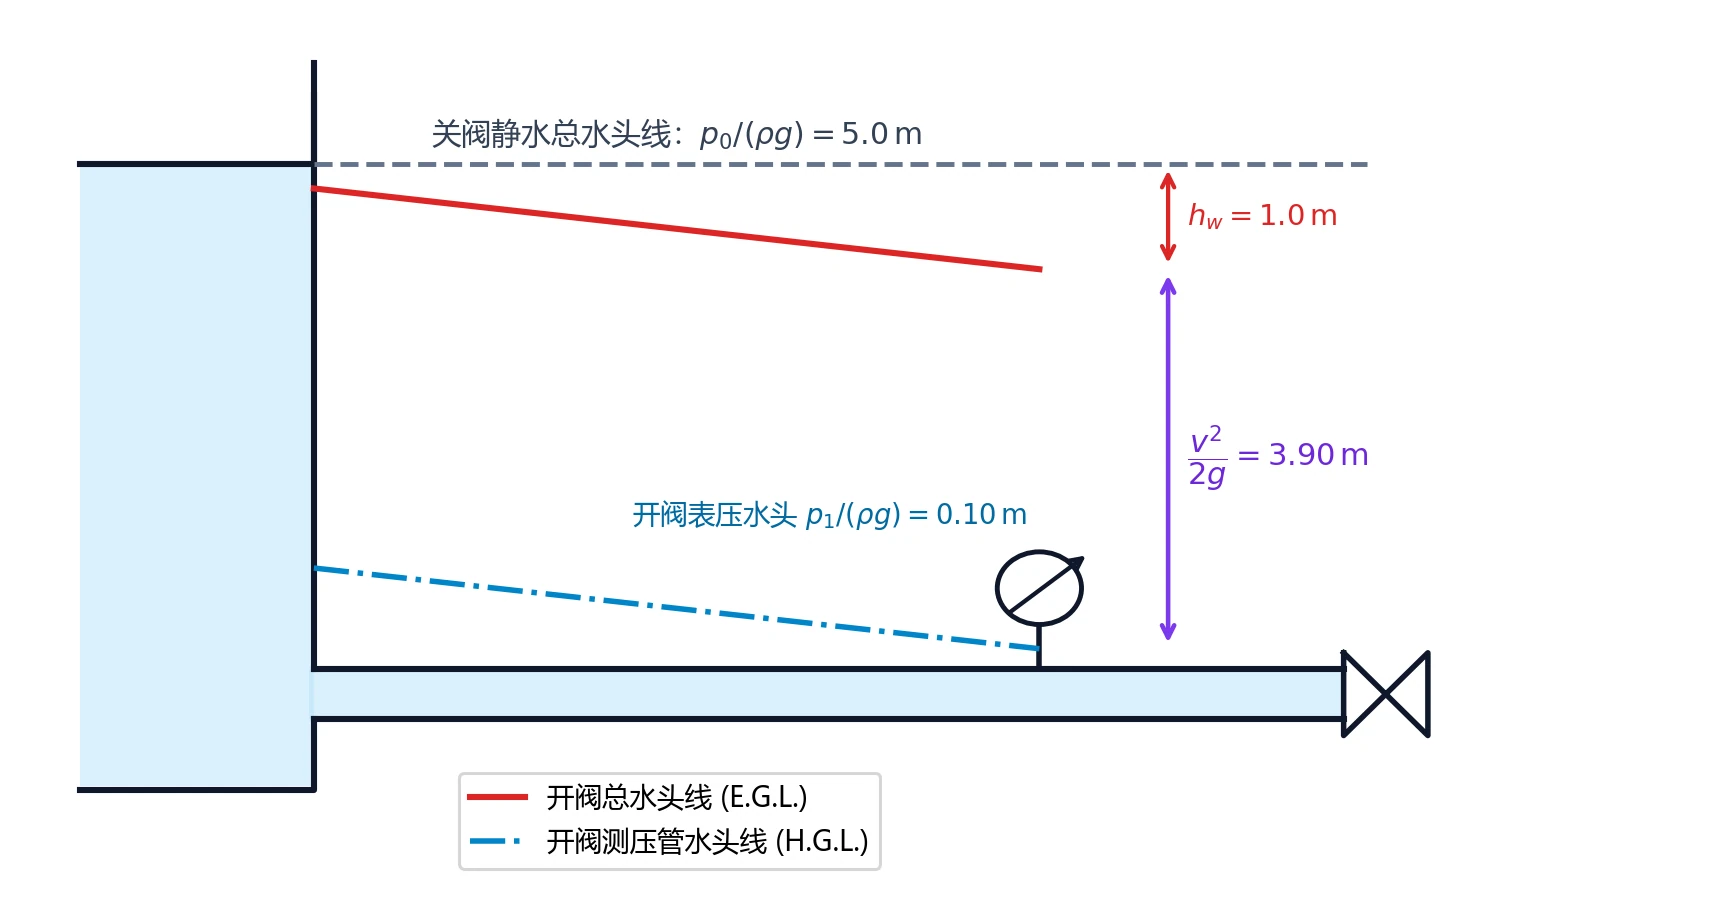 关阀静水总水头线：p₀/(ρg) = 5.0 m
h_w = 1.0 m
v²/2g = 3.90 m
开阀表压水头 p₁/(ρg) = 0.10 m
开阀总水头线 (E.G.L.)
开阀测压管水头线 (H.G.L.)